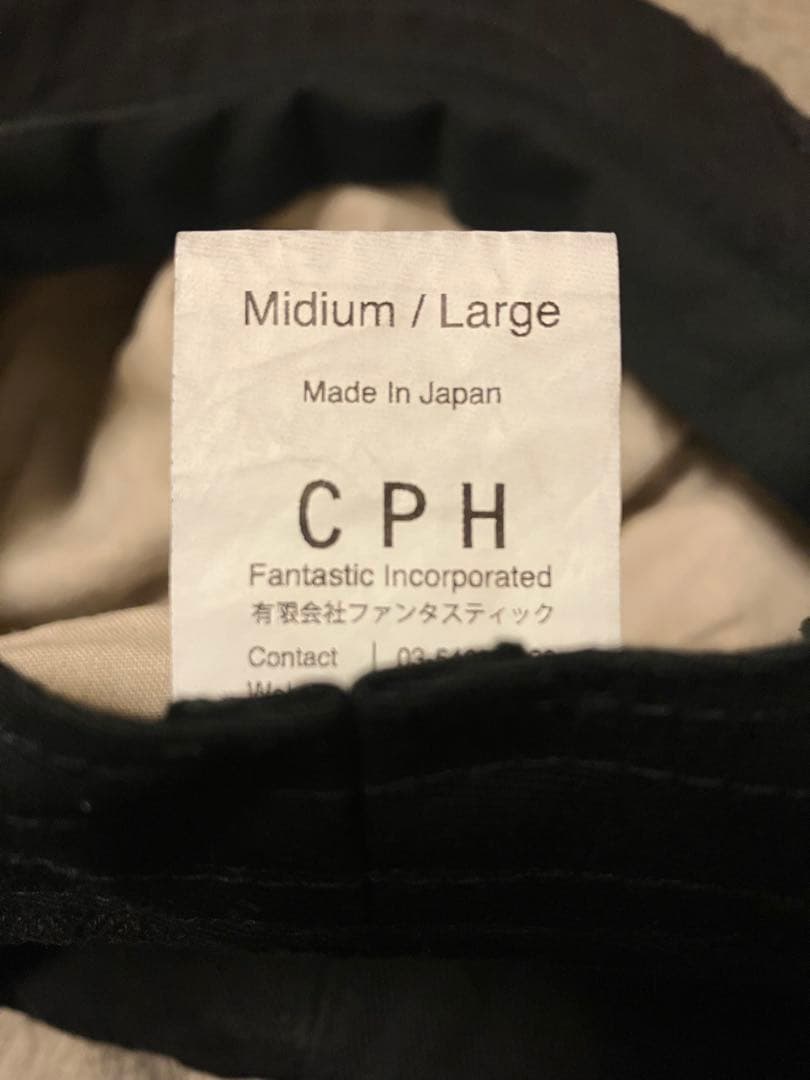 Midium / Large
Made In Japan
C P H
Fantastic Incorporated
有限会社ファンタスティック
Contact | 03-